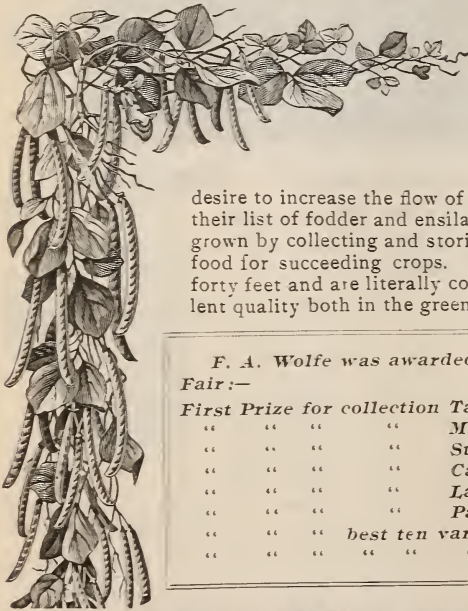 desire to increase the flow of
their list of fodder and ensila
grown by collecting and stori
food for succeeding crops.
forty feet and are literally co
lent quality both in the green
F. A. Wolfe was awarded
Fair:—
First Prize for collection Ta
" " " " M
" " " " Su
" " " " Ca
" " " " La
" " " " Pa
" " " best ten var
" " " " " "